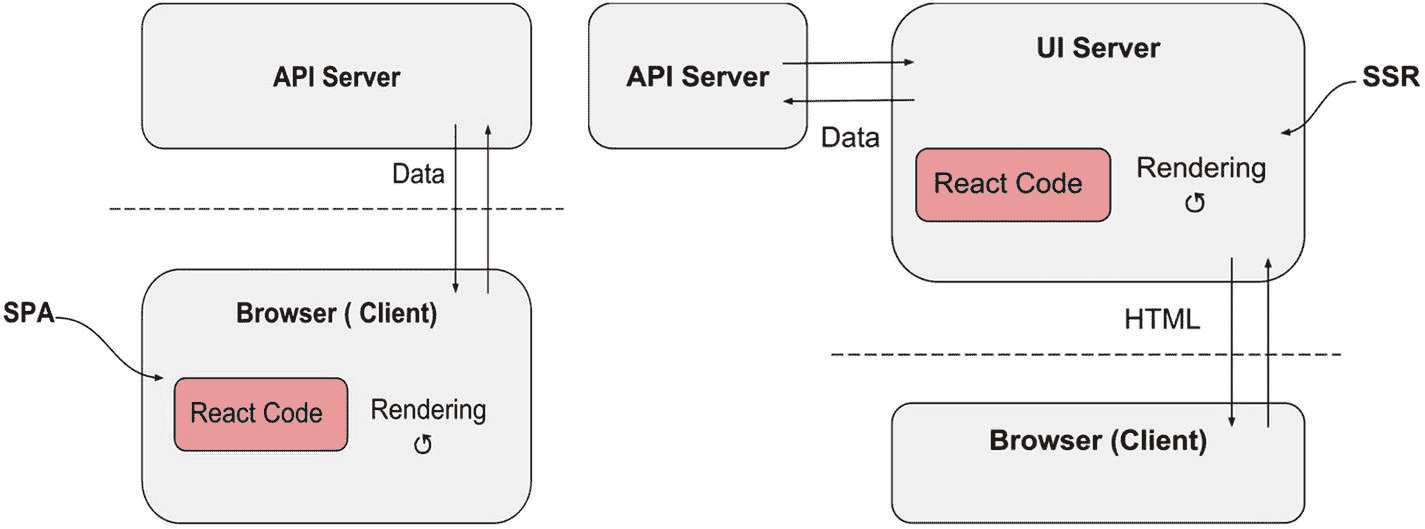 API Server
Data
SPA
Browser ( Client)
React Code
Rendering
API Server
Data
UI Server
SSR
React Code
Rendering
HTML
Browser (Client)